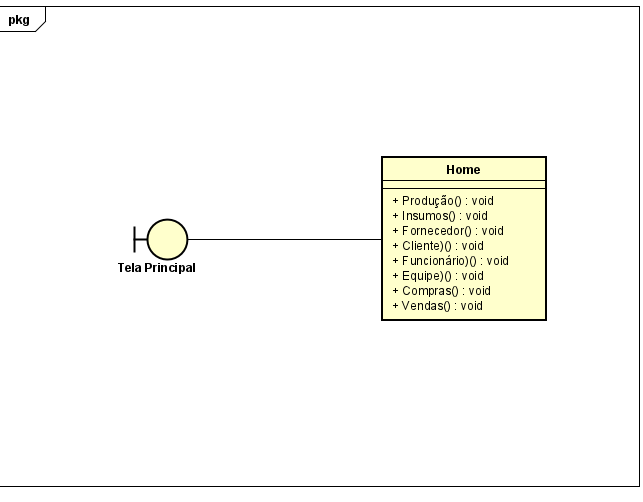 pkg
Home
+ Produção() : void
+ Insumos() : void
+ Fornecedor() : void
+ Cliente)() : void
+ Funcionário)() : void
+ Equipe)() : void
+ Compras() : void
+ Vendas() : void
Tela Principal